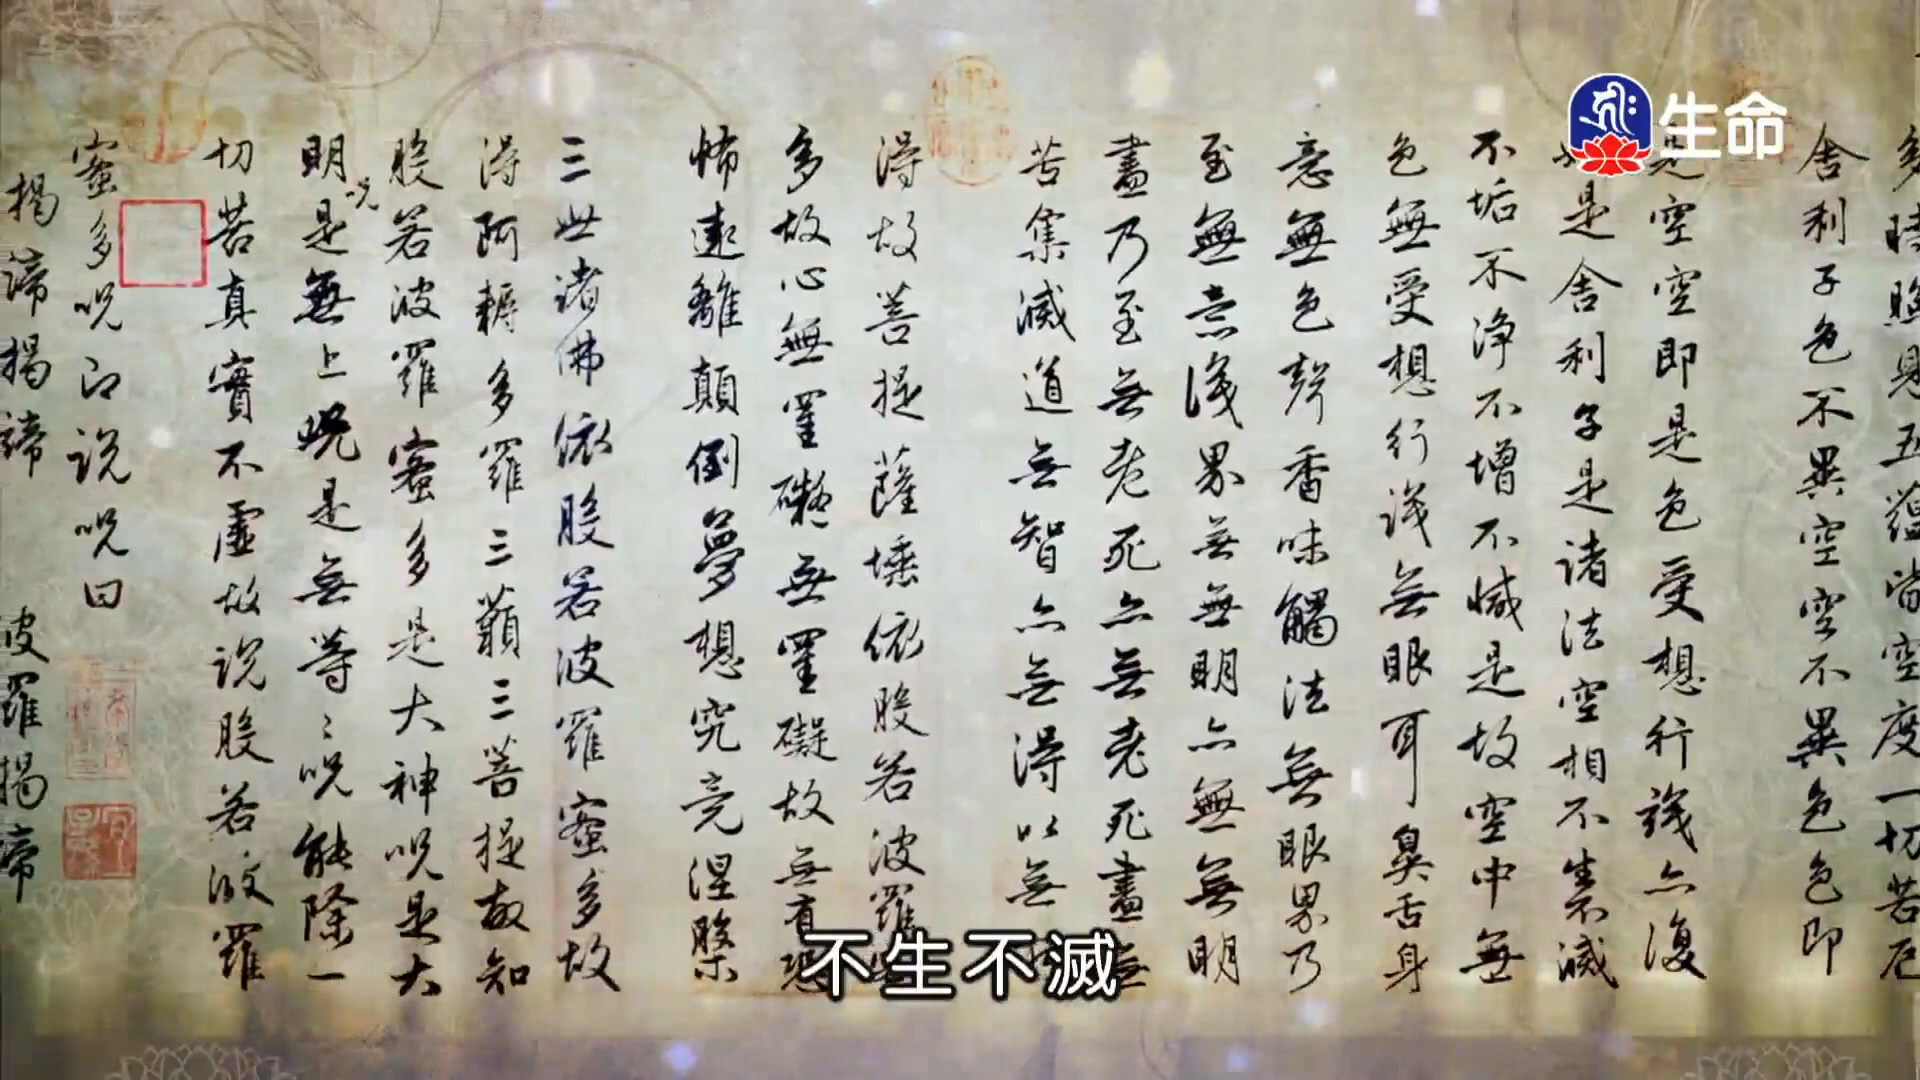 多時照見五蘊皆空度一切苦厄
舍利子色不異空空不異色色即
是空空即是色受想行識亦復
如是舍利子是諸法空相不生不滅
不垢不淨不增不減是故空中無
色無受想行識無眼耳鼻舌身
意無色聲香味觸法無眼界乃
至無意識界無無明亦無無明
盡乃至無老死亦無老死盡無
苦集滅道無智亦無得以無
得故菩提薩埵依般若波羅
多故心無罣礙無罣礙故無有恐
怖遠離顛倒夢想究竟涅槃
三世諸佛依般若波羅蜜多故
得阿耨多羅三藐三菩提故知
般若波羅蜜多是大神呪是大
明呪是無上呪是無等〻呪能除一
切苦真實不虛故說般若波羅
蜜多呪即說呪曰
揭諦揭諦 波羅揭諦
生命
不生不滅